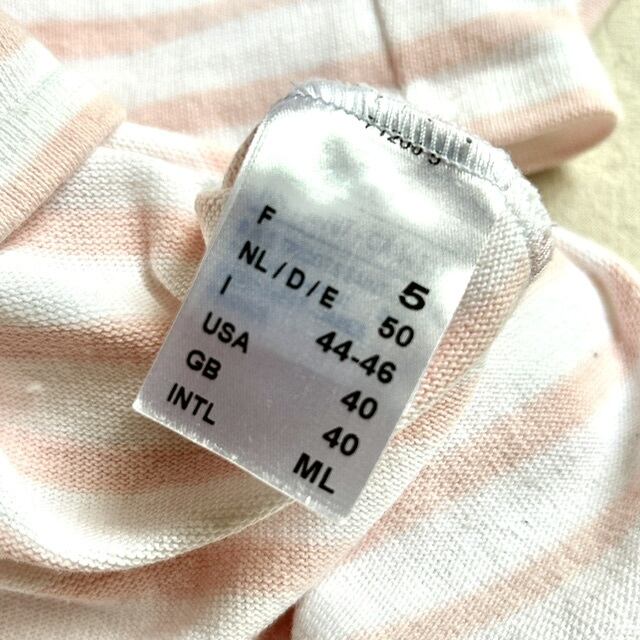 F 5
NL/D/E 50
I 44-46
USA 40
GB 40
INTL ML